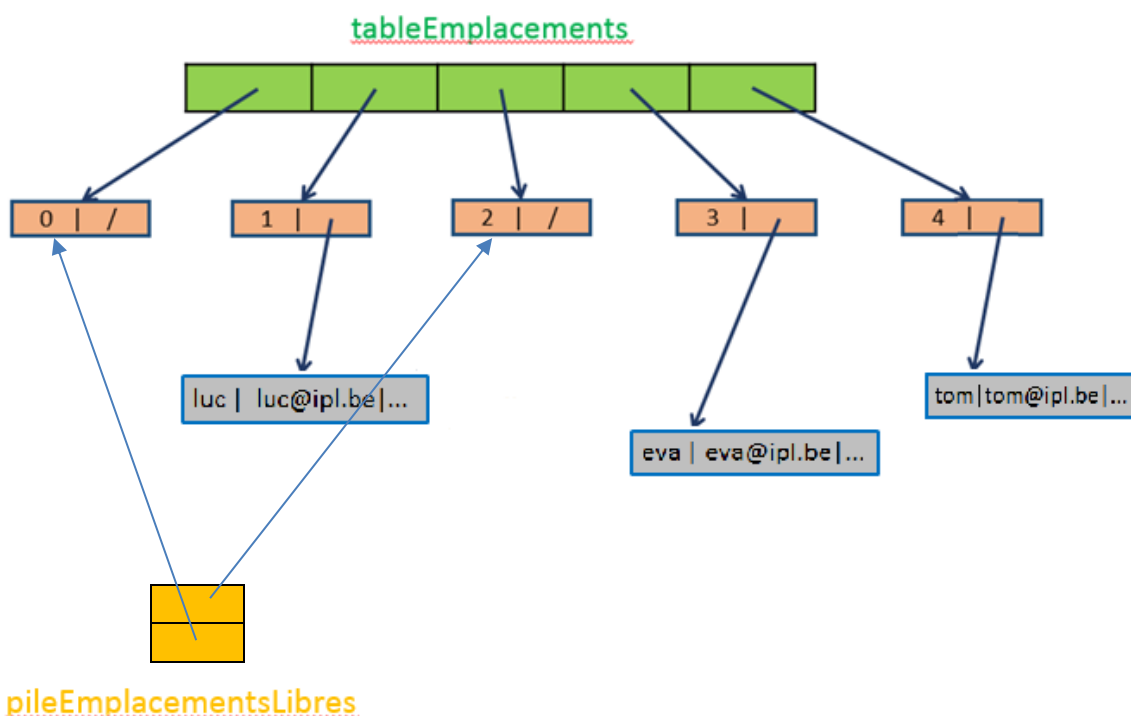 tableEmplacements
0 | /
1 |
2 | /
3 |
4 |
luc | luc@ipl.be|...
tom|tom@ipl.be|...
eva | eva@ipl.be|...
pileEmplacementsLibres